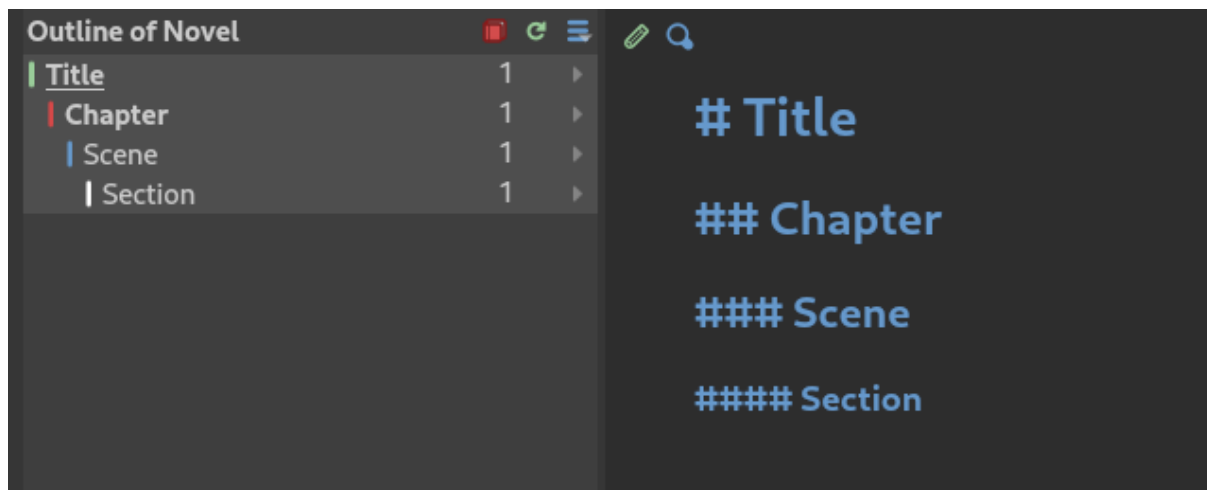 Outline of Novel
Title 1
Chapter 1
Scene 1
Section 1
# Title
## Chapter
### Scene
#### Section